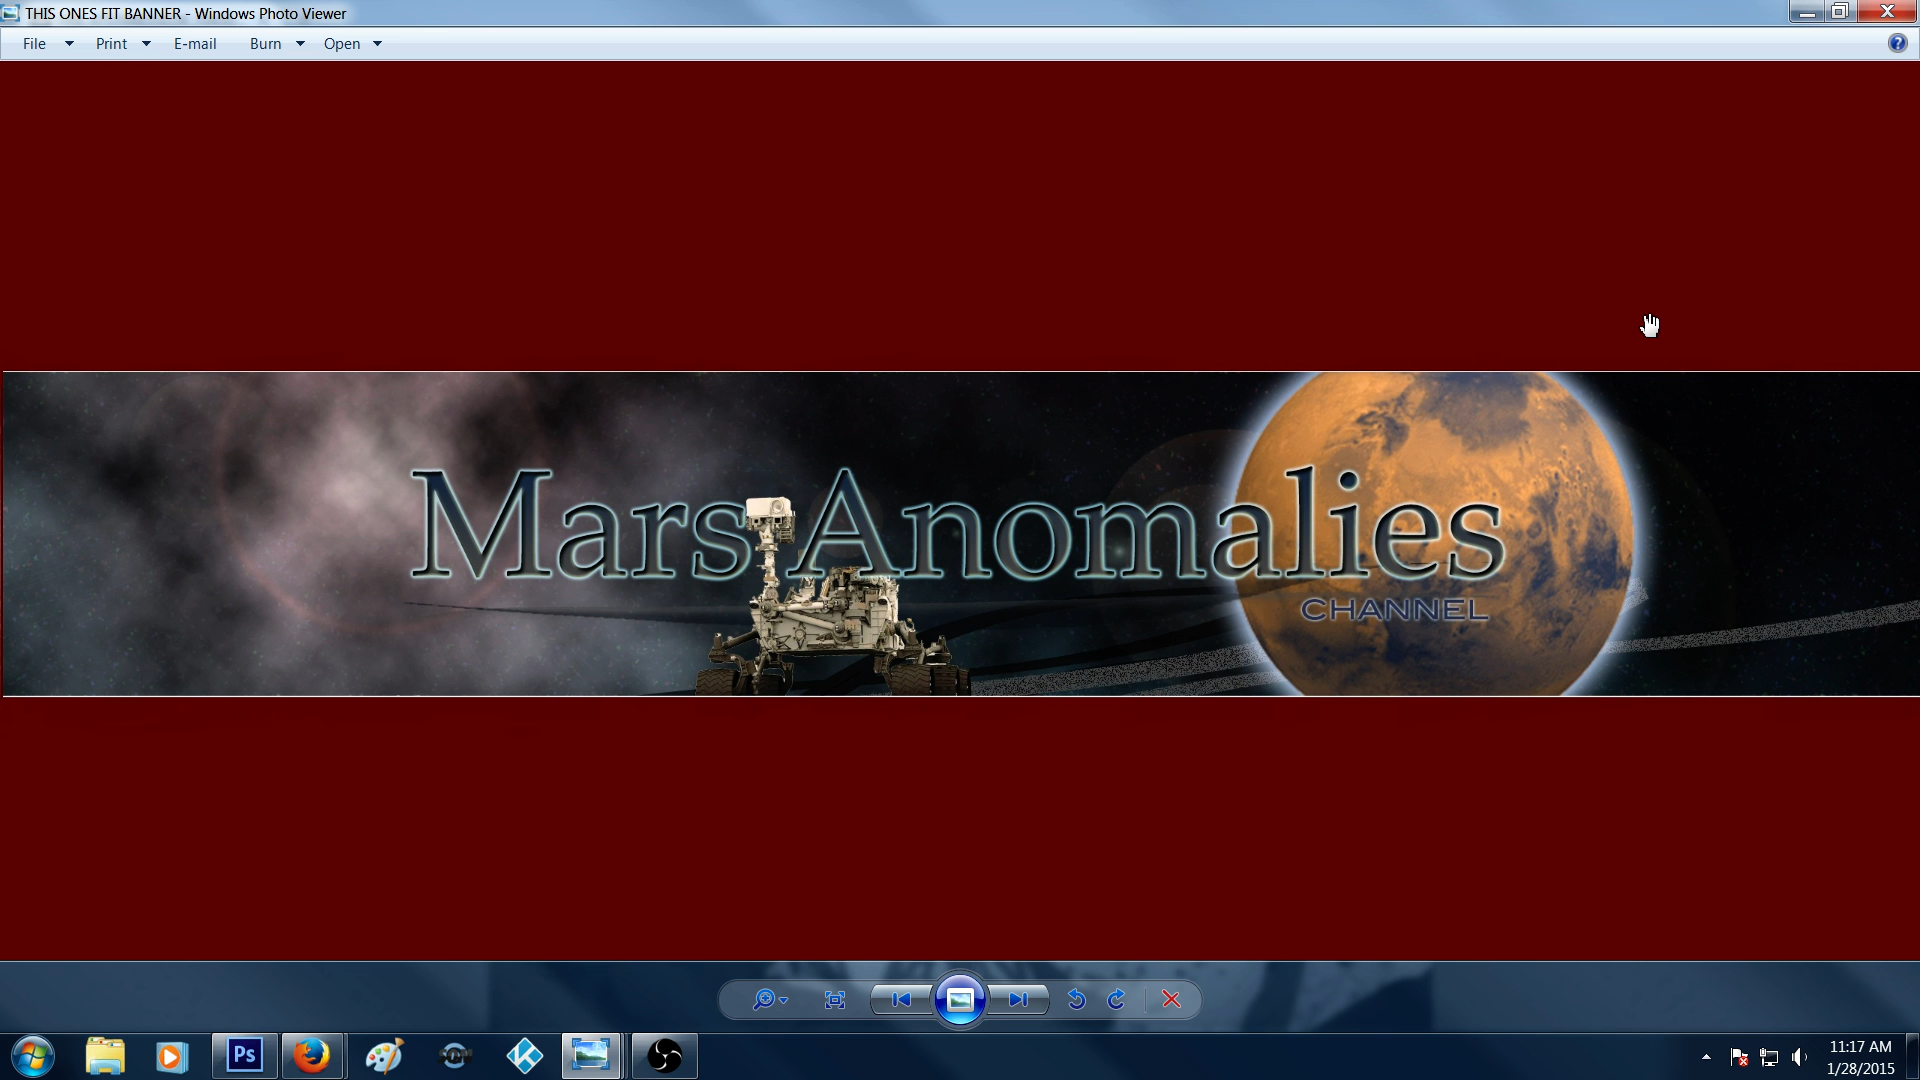 THIS ONES FIT BANNER - Windows Photo Viewer
File Print E-mail Burn Open
Mars Anomalies
CHANNEL
Ps
11:17 AM
1/28/2015